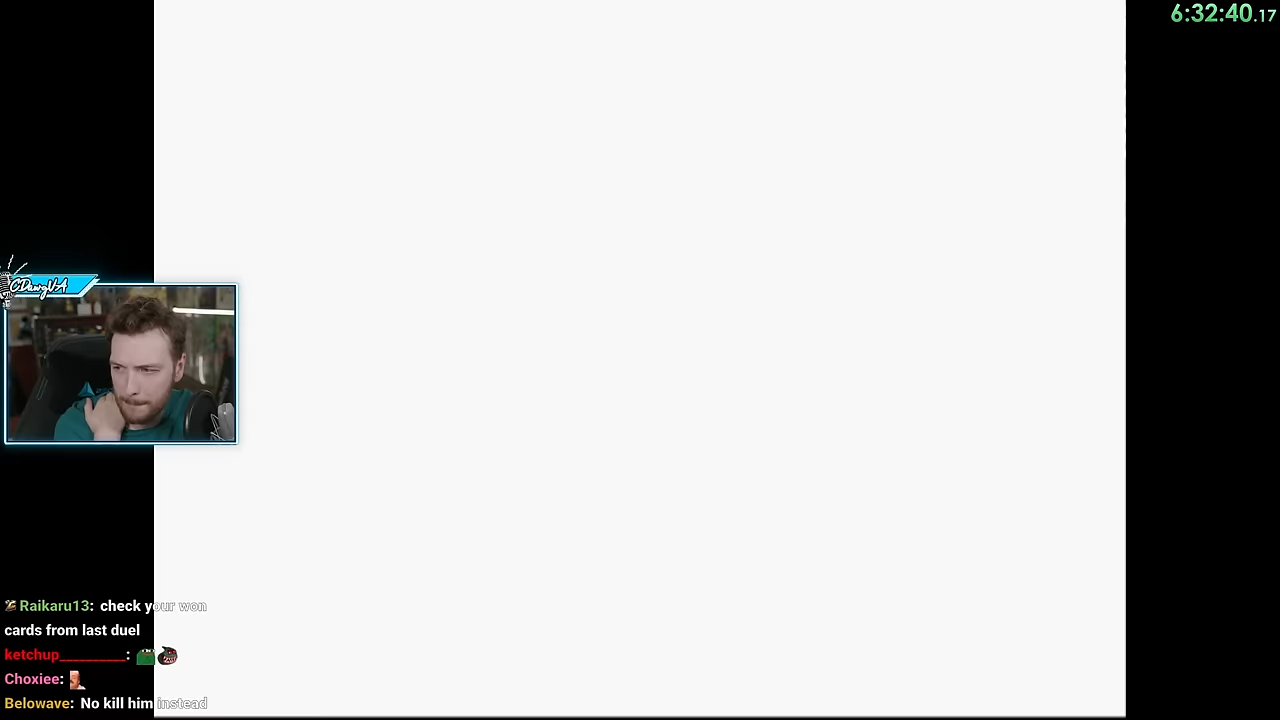 6:32:40.17
CDawgVA
Raikaru13: check your won
cards from last duel
ketchup__________:
Choxiee:
Belowave: No kill him instead